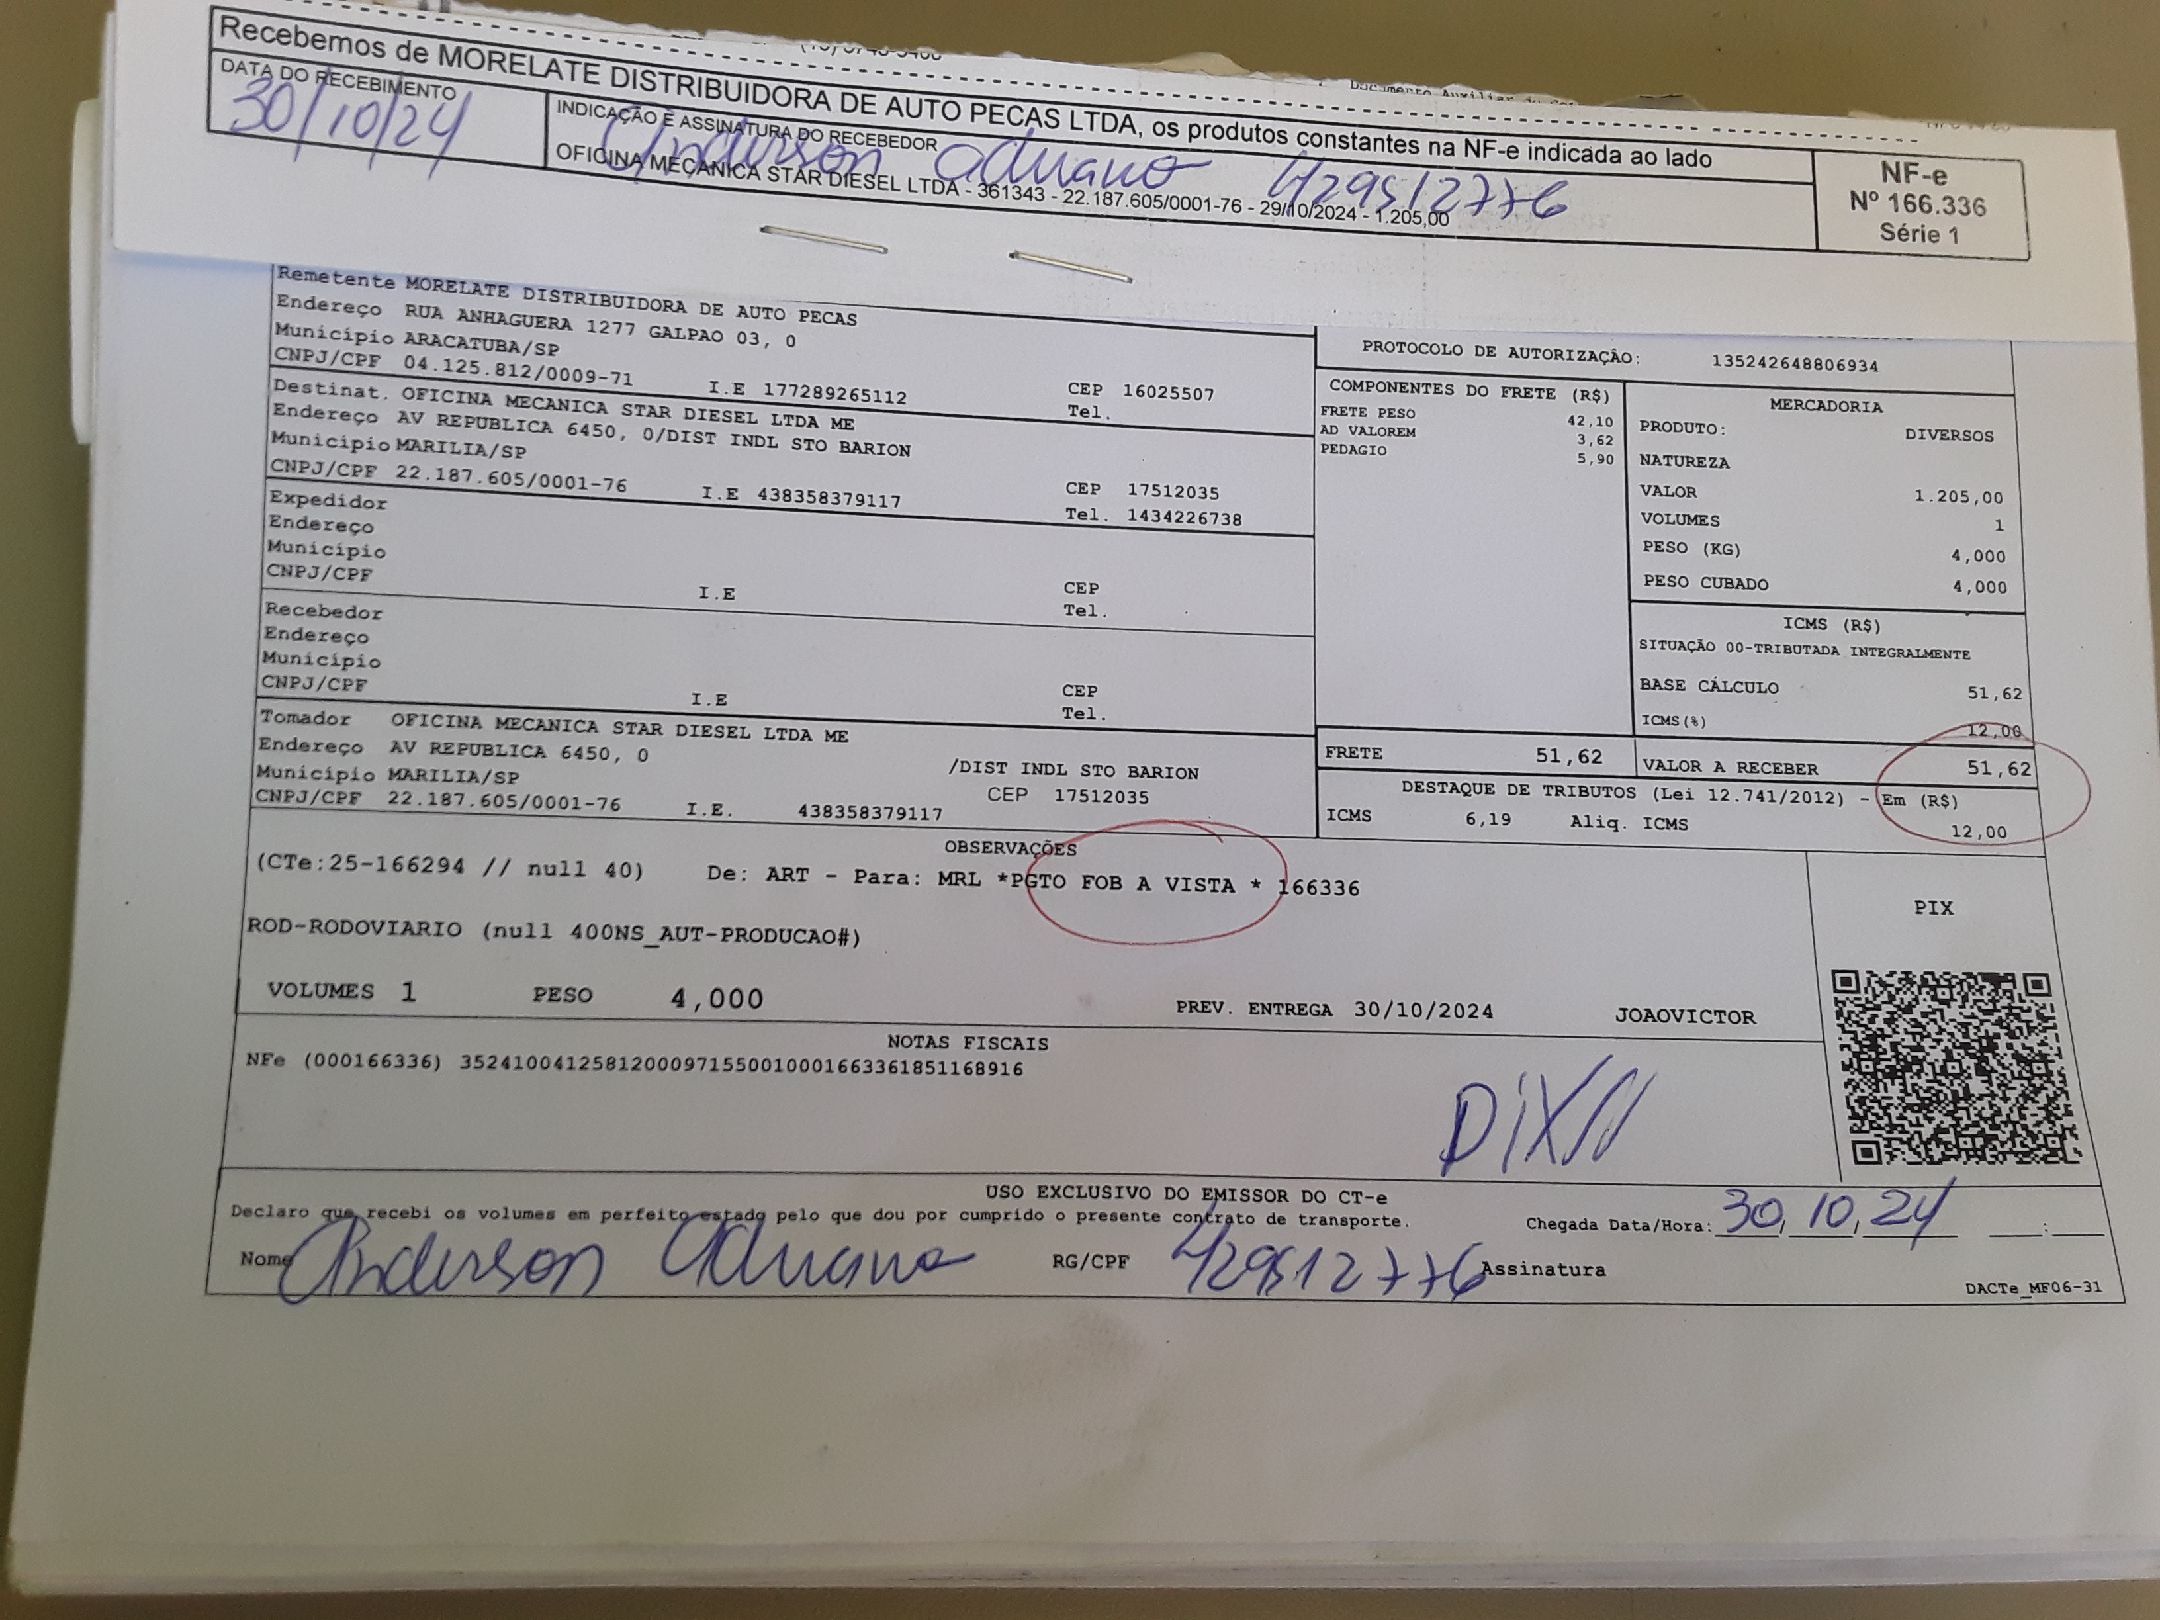 Recebemos de MORELATE DISTRIBUIDORA DE AUTO PECAS LTDA, os produtos constantes na NF-e indicada ao lado
DATA DO RECEBIMENTO
30/10/24
INDICAÇÃO E ASSINATURA DO RECEBEDOR
Anderson Adriano 429512776
OFICINA MECANICA STAR DIESEL LTDA - 361343 - 22.187.605/0001-76 - 29/10/2024 - 1.205,00
NF-e
Nº 166.336
Série 1
Remetente MORELATE DISTRIBUIDORA DE AUTO PECAS
Endereço RUA ANHAGUERA 1277 GALPAO 03, 0
Município ARACATUBA/SP
CNPJ/CPF 04.125.812/0009-71 I.E 177289265112 CEP 16025507
Tel.
Destinat. OFICINA MECANICA STAR DIESEL LTDA ME
Endereço AV REPUBLICA 6450, 0/DIST INDL STO BARION
Município MARILIA/SP
CNPJ/CPF 22.187.605/0001-76 I.E 438358379117 CEP 17512035
Tel. 1434226738
Expedidor
Endereço
Município
CNPJ/CPF I.E CEP
Tel.
Recebedor
Endereço
Município
CNPJ/CPF I.E CEP
Tel.
Tomador OFICINA MECANICA STAR DIESEL LTDA ME
Endereço AV REPUBLICA 6450, 0 /DIST INDL STO BARION
Município MARILIA/SP CEP 17512035
CNPJ/CPF 22.187.605/0001-76 I.E. 438358379117
PROTOCOLO DE AUTORIZAÇÃO: 135242648806934
COMPONENTES DO FRETE (R$)
FRETE PESO 42,10
AD VALOREM 3,62
PEDAGIO 5,90
MERCADORIA
PRODUTO: DIVERSOS
NATUREZA
VALOR 1.205,00
VOLUMES 1
PESO (KG) 4,000
PESO CUBADO 4,000
ICMS (R$)
SITUAÇÃO 00-TRIBUTADA INTEGRALMENTE
BASE CÁLCULO 51,62
ICMS(%) 12,00
FRETE 51,62 VALOR A RECEBER 51,62
DESTAQUE DE TRIBUTOS (Lei 12.741/2012) - Em (R$)
ICMS 6,19 Aliq. ICMS 12,00
OBSERVAÇÕES
(CTe:25-166294 // null 40) De: ART - Para: MRL *PGTO FOB A VISTA * 166336
ROD-RODOVIARIO (null 400NS_AUT-PRODUCAO#)
PIX
VOLUMES 1 PESO 4,000 PREV. ENTREGA 30/10/2024 JOAOVICTOR
NOTAS FISCAIS
NFe (000166336) 35241004125812000971550010001663361851168916
USO EXCLUSIVO DO EMISSOR DO CT-e
Declaro que recebi os volumes em perfeito estado pelo que dou por cumprido o presente contrato de transporte.
Chegada Data/Hora: 30, 10, 24 :
Nome Anderson Adriano RG/CPF 429512776 Assinatura
DACTe_MF06-31